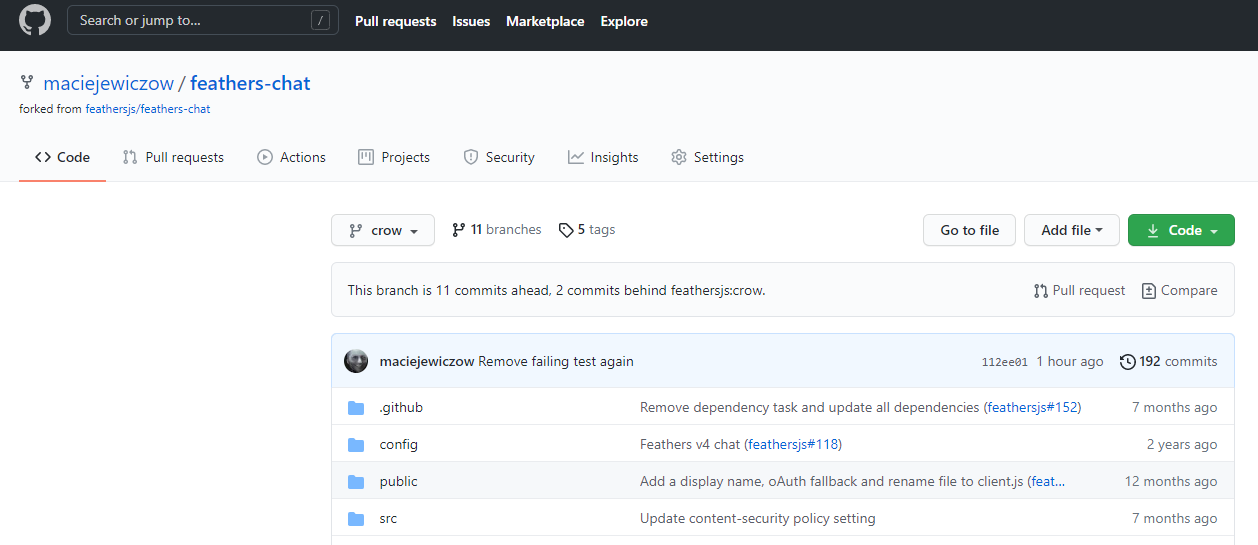 Search or jump to... /
Pull requests Issues Marketplace Explore
maciejewiczow / feathers-chat
forked from feathersjs/feathers-chat
Code Pull requests Actions Projects Security Insights Settings
crow 11 branches 5 tags Go to file Add file Code
This branch is 11 commits ahead, 2 commits behind feathersjs:crow. Pull request Compare
maciejewiczow Remove failing test again 112ee01 1 hour ago 192 commits
.github Remove dependency task and update all dependencies (feathersjs#152) 7 months ago
config Feathers v4 chat (feathersjs#118) 2 years ago
public Add a display name, oAuth fallback and rename file to client.js (feat... 12 months ago
src Update content-security policy setting 7 months ago